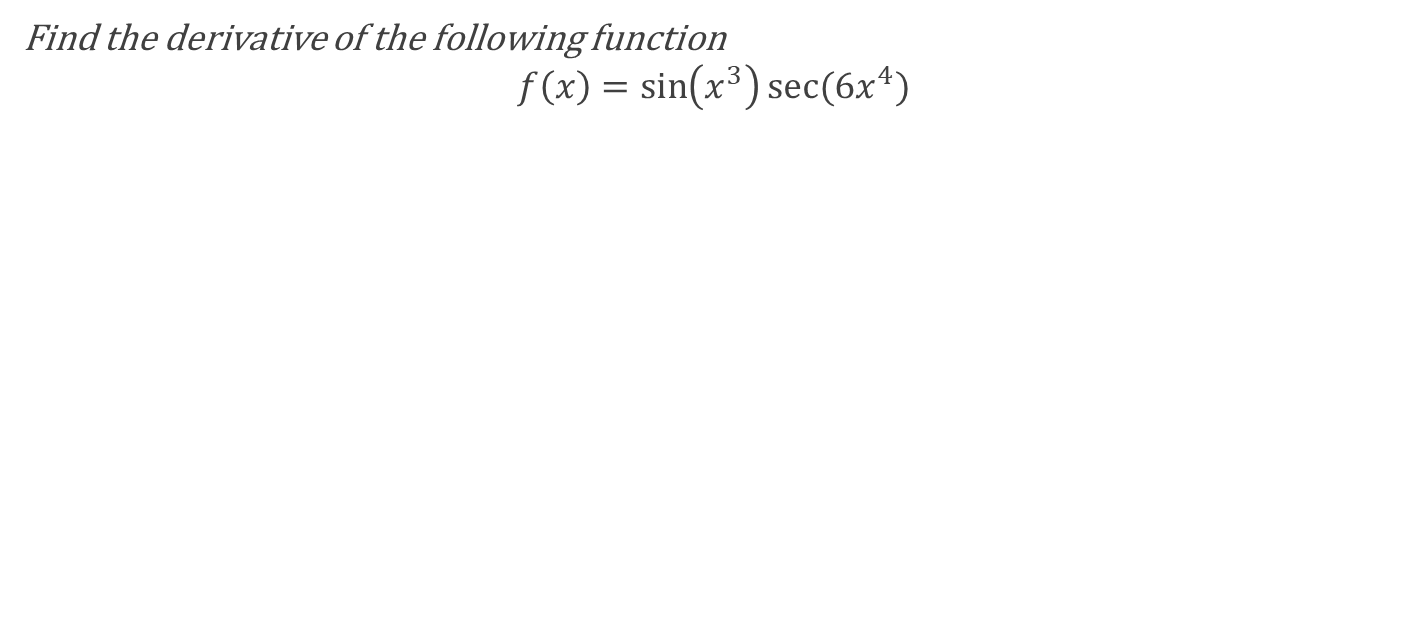 Find the derivative of the following function
f(x) = sin(x³) sec(6x⁴)